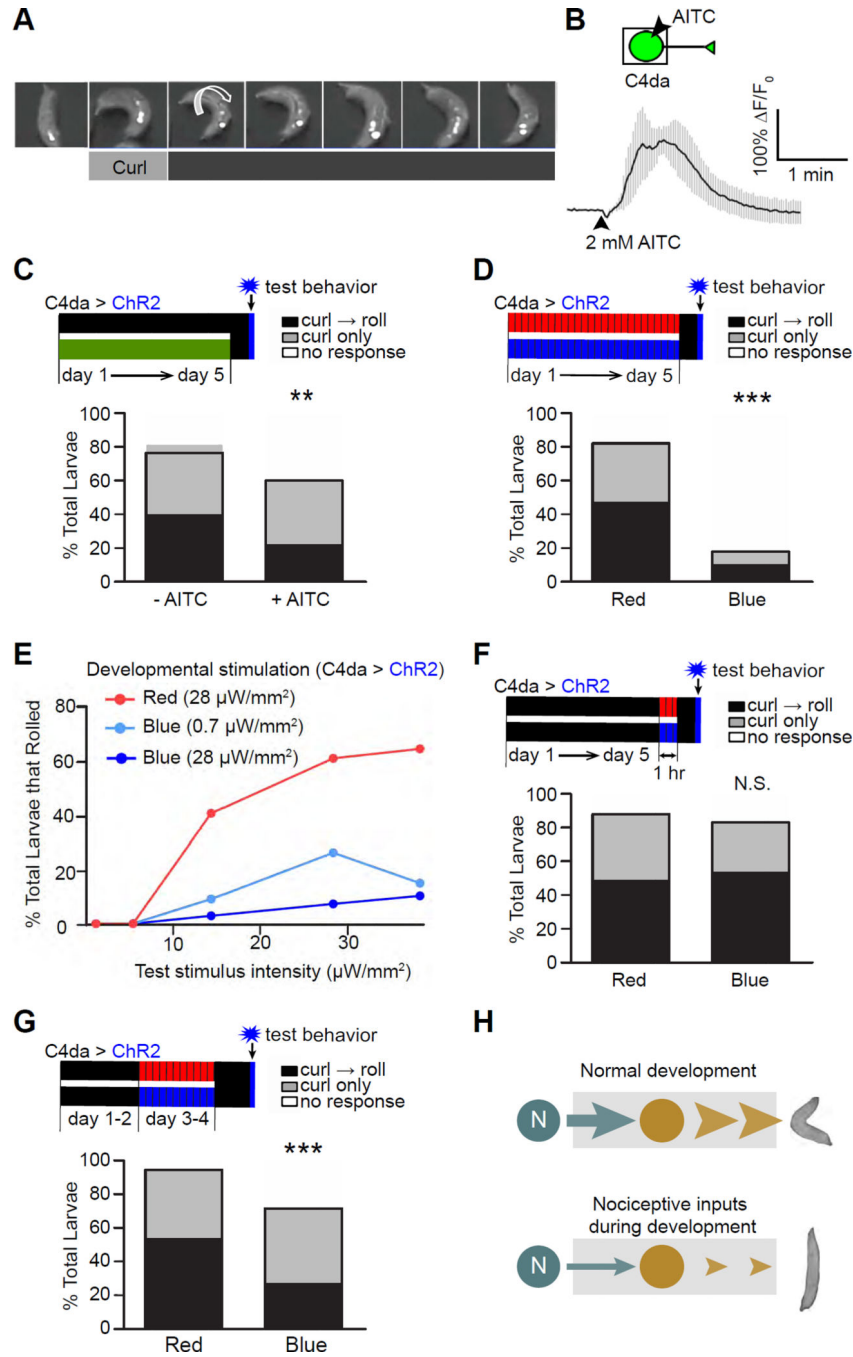 A
Curl
B
AITC
C4da
100% ΔF/F0
1 min
2 mM AITC
C
test behavior
C4da > ChR2
curl → roll
curl only
no response
day 1 → day 5
**
100
80
60
40
20
0
% Total Larvae
- AITC
+ AITC
D
test behavior
C4da > ChR2
curl → roll
curl only
no response
day 1 → day 5
***
100
80
60
40
20
0
% Total Larvae
Red
Blue
E
Developmental stimulation (C4da > ChR2)
Red (28 µW/mm²)
Blue (0.7 µW/mm²)
Blue (28 µW/mm²)
80
60
40
20
0
% Total Larvae that Rolled
10
20
30
Test stimulus intensity (µW/mm²)
F
test behavior
C4da > ChR2
curl → roll
curl only
no response
day 1 → day 5
1 hr
N.S.
100
80
60
40
20
0
% Total Larvae
Red
Blue
G
test behavior
C4da > ChR2
curl → roll
curl only
no response
day 1-2
day 3-4
***
100
80
60
40
20
0
% Total Larvae
Red
Blue
H
Normal development
N
Nociceptive inputs
during development
N